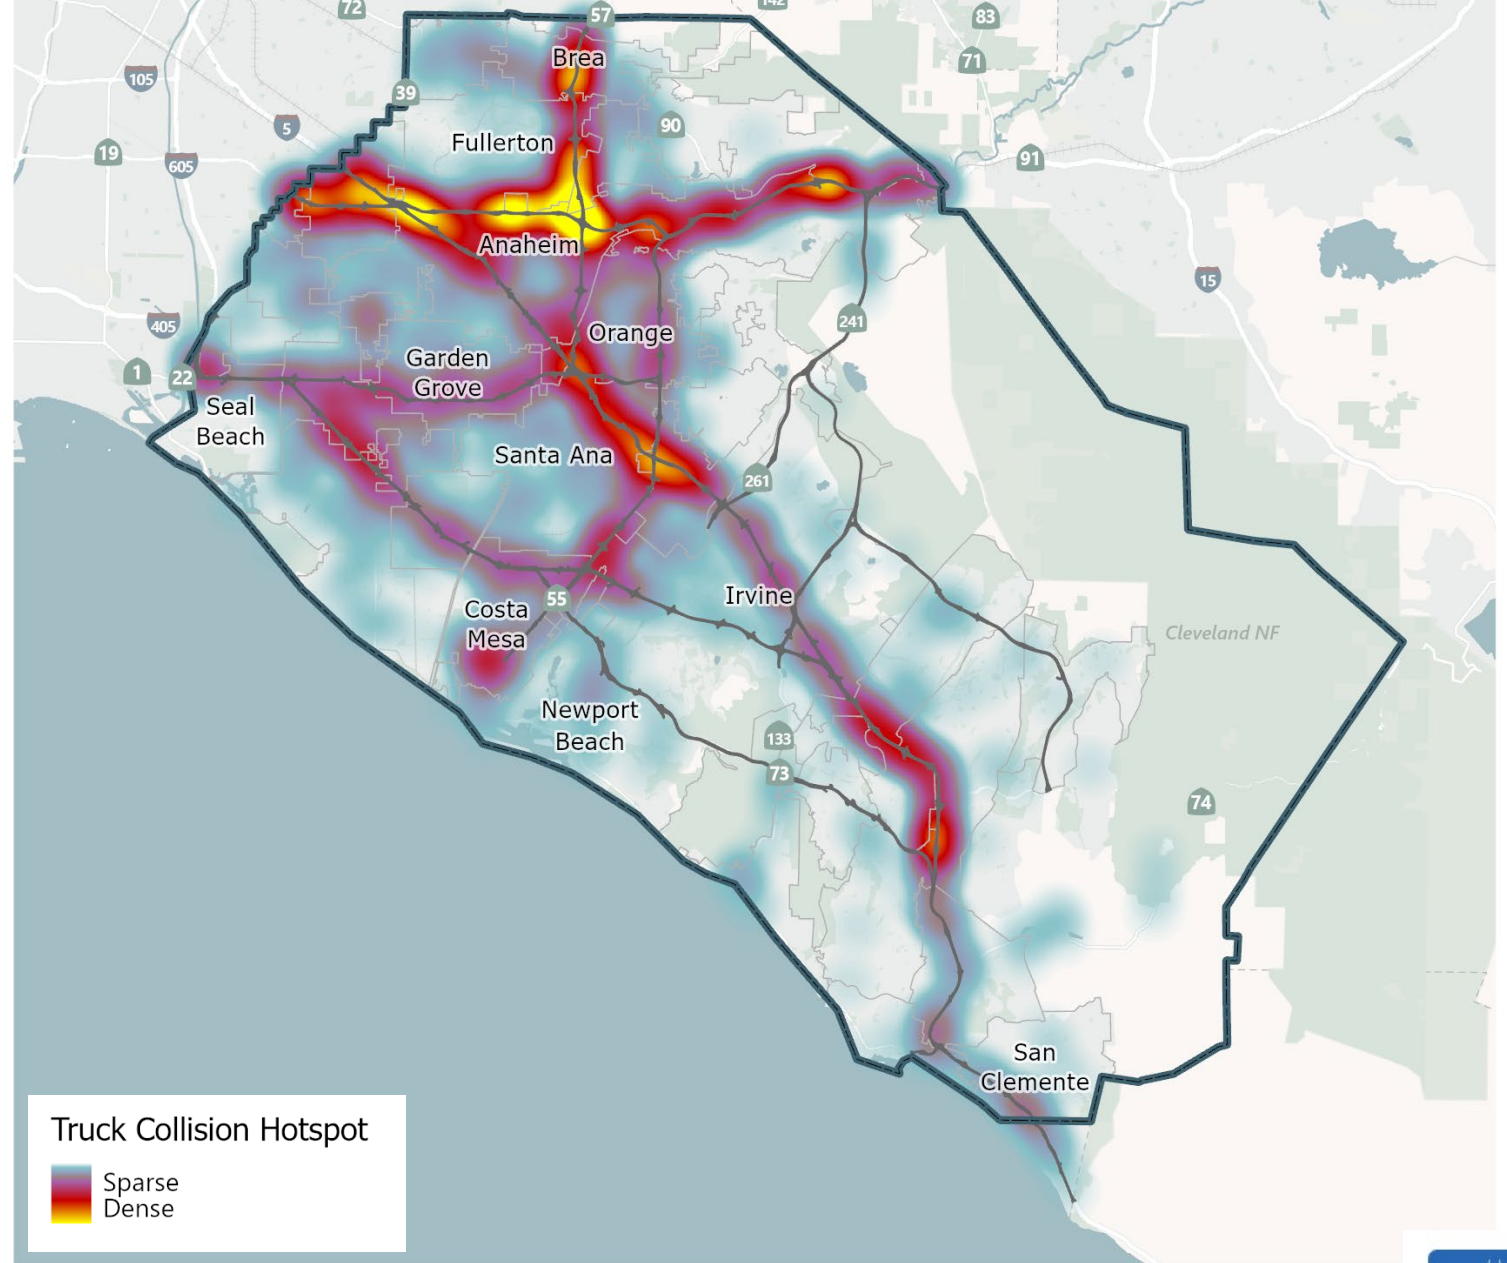 72
57
142
83
71
105
Brea
39
5
90
Fullerton
19
605
91
Anaheim
15
405
241
Orange
1
22
Garden
Grove
Seal
Beach
Santa Ana
261
Irvine
55
Costa
Mesa
Cleveland NF
Newport
Beach
133
73
74
San
Clemente
Truck Collision Hotspot
Sparse
Dense